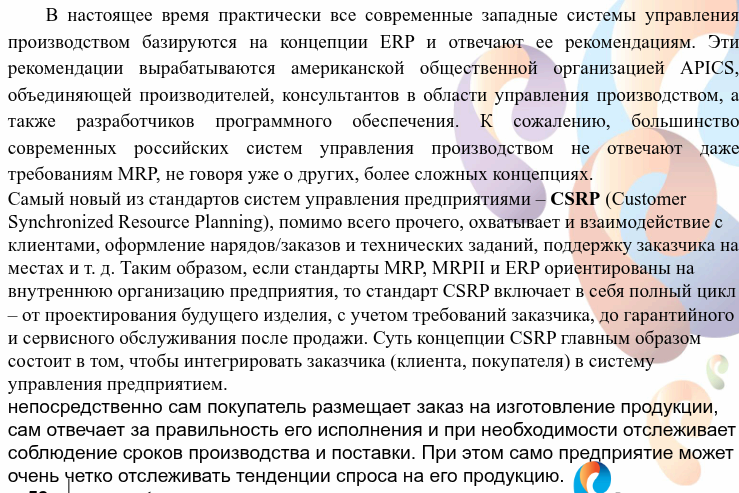 В настоящее время практически все современные западные системы управления
производством базируются на концепции ERP и отвечают ее рекомендациям. Эти
рекомендации вырабатываются американской общественной организацией APICS,
объединяющей производителей, консультантов в области управления производством, а
также разработчиков программного обеспечения. К сожалению, большинство
современных российских систем управления производством не отвечают даже
требованиям MRP, не говоря уже о других, более сложных концепциях.
Самый новый из стандартов систем управления предприятиями – CSRP (Customer
Synchronized Resource Planning), помимо всего прочего, охватывает и взаимодействие с
клиентами, оформление нарядов/заказов и технических заданий, поддержку заказчика на
местах и т. д. Таким образом, если стандарты MRP, MRPII и ERP ориентированы на
внутреннюю организацию предприятия, то стандарт CSRP включает в себя полный цикл
– от проектирования будущего изделия, с учетом требований заказчика, до гарантийного
и сервисного обслуживания после продажи. Суть концепции CSRP главным образом
состоит в том, чтобы интегрировать заказчика (клиента, покупателя) в систему
управления предприятием.
непосредственно сам покупатель размещает заказ на изготовление продукции,
сам отвечает за правильность его исполнения и при необходимости отслеживает
соблюдение сроков производства и поставки. При этом само предприятие может
очень четко отслеживать тенденции спроса на его продукцию.